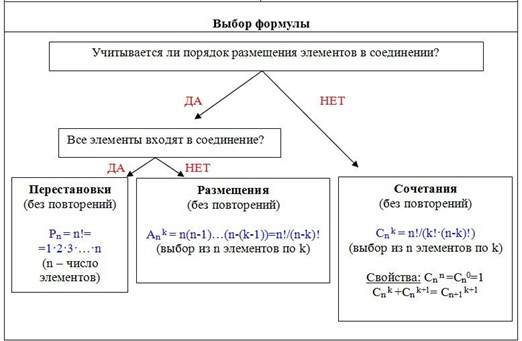 Выбор формулы
Учитывается ли порядок размещения элементов в соединении?
ДА
НЕТ
Все элементы входят в соединение?
ДА
НЕТ
Перестановки
(без повторений)
Pn = n!=
=1·2·3·…·n
(n – число
элементов)
Размещения
(без повторений)
Aₙᵏ = n(n-1)…(n-(k-1))=n!/(n-k)!
(выбор из n элементов по k)
Сочетания
(без повторений)
Cₙᵏ = n!/(k!·(n-k)!)
(выбор из n элементов по k)
Свойства: Cₙⁿ=Cₙ⁰=1
Cₙᵏ+Cₙᵏ⁺¹= Cₙ₊₁ᵏ⁺¹